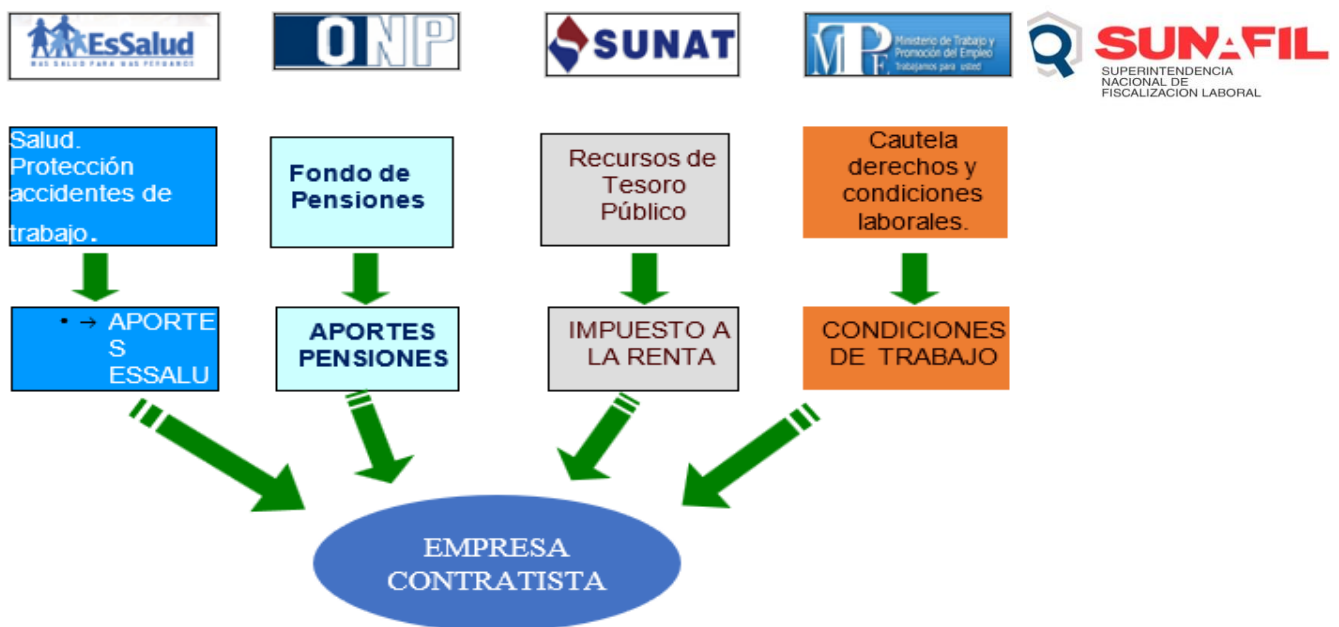 EsSalud
MAS SALUD PARA MAS PERUANOS
ONP
SUNAT
MTPE
Ministerio de Trabajo y
Promoción del Empleo
Trabajamos para usted
SUNAFIL
SUPERINTENDENCIA
NACIONAL DE
FISCALIZACIÓN LABORAL
Salud.
Protección
accidentes de
trabajo.
Fondo de
Pensiones
Recursos de
Tesoro
Público
Cautela
derechos y
condiciones
laborales.
• → APORTE
S
ESSALU
APORTES
PENSIONES
IMPUESTO A
LA RENTA
CONDICIONES
DE TRABAJO
EMPRESA
CONTRATISTA